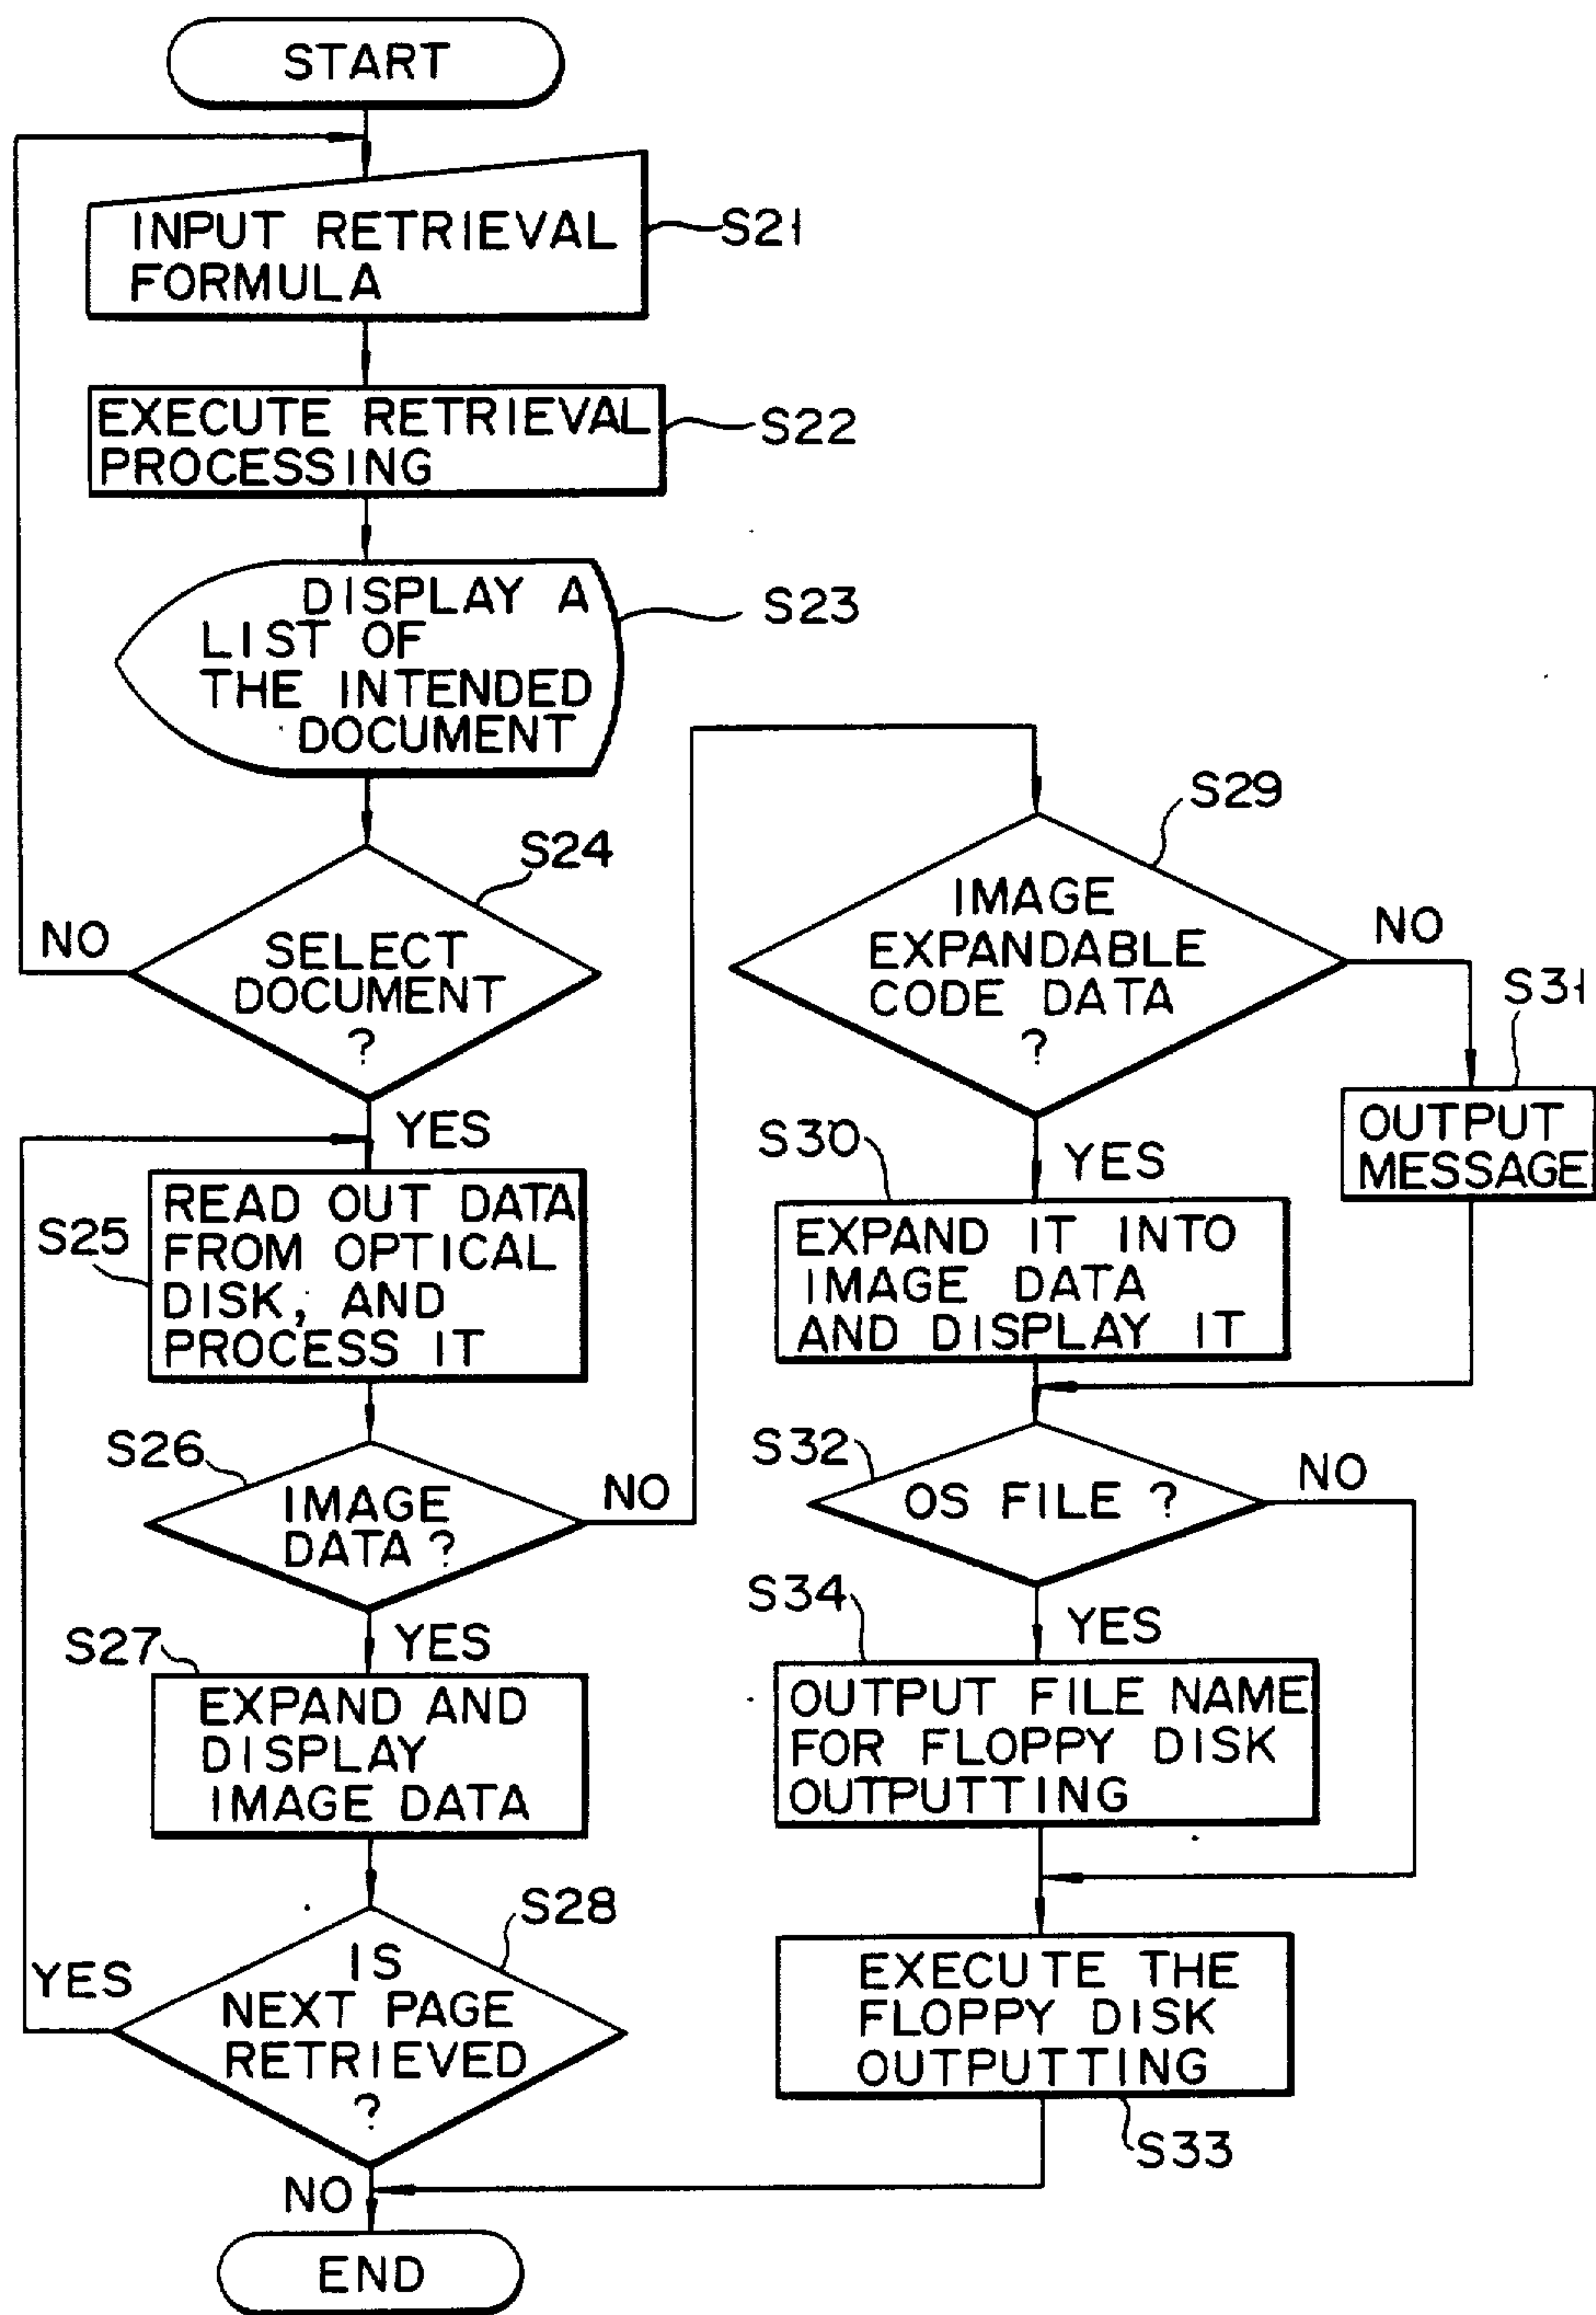 START
INPUT RETRIEVAL
FORMULA
S21
EXECUTE RETRIEVAL
PROCESSING
S22
DISPLAY A
LIST OF
THE INTENDED
DOCUMENT
S23
S24
NO
SELECT
DOCUMENT
?
YES
S25
READ OUT DATA
FROM OPTICAL
DISK, AND
PROCESS IT
S26
IMAGE
DATA ?
NO
YES
S27
EXPAND AND
DISPLAY
IMAGE DATA
S28
YES
IS
NEXT PAGE
RETRIEVED
?
NO
END
S29
IMAGE
EXPANDABLE
CODE DATA
?
NO
S31
OUTPUT
MESSAGE
S30
YES
EXPAND IT INTO
IMAGE DATA
AND DISPLAY IT
S32
OS FILE ?
NO
S34
YES
OUTPUT FILE NAME
FOR FLOPPY DISK
OUTPUTTING
EXECUTE THE
FLOPPY DISK
OUTPUTTING
S33